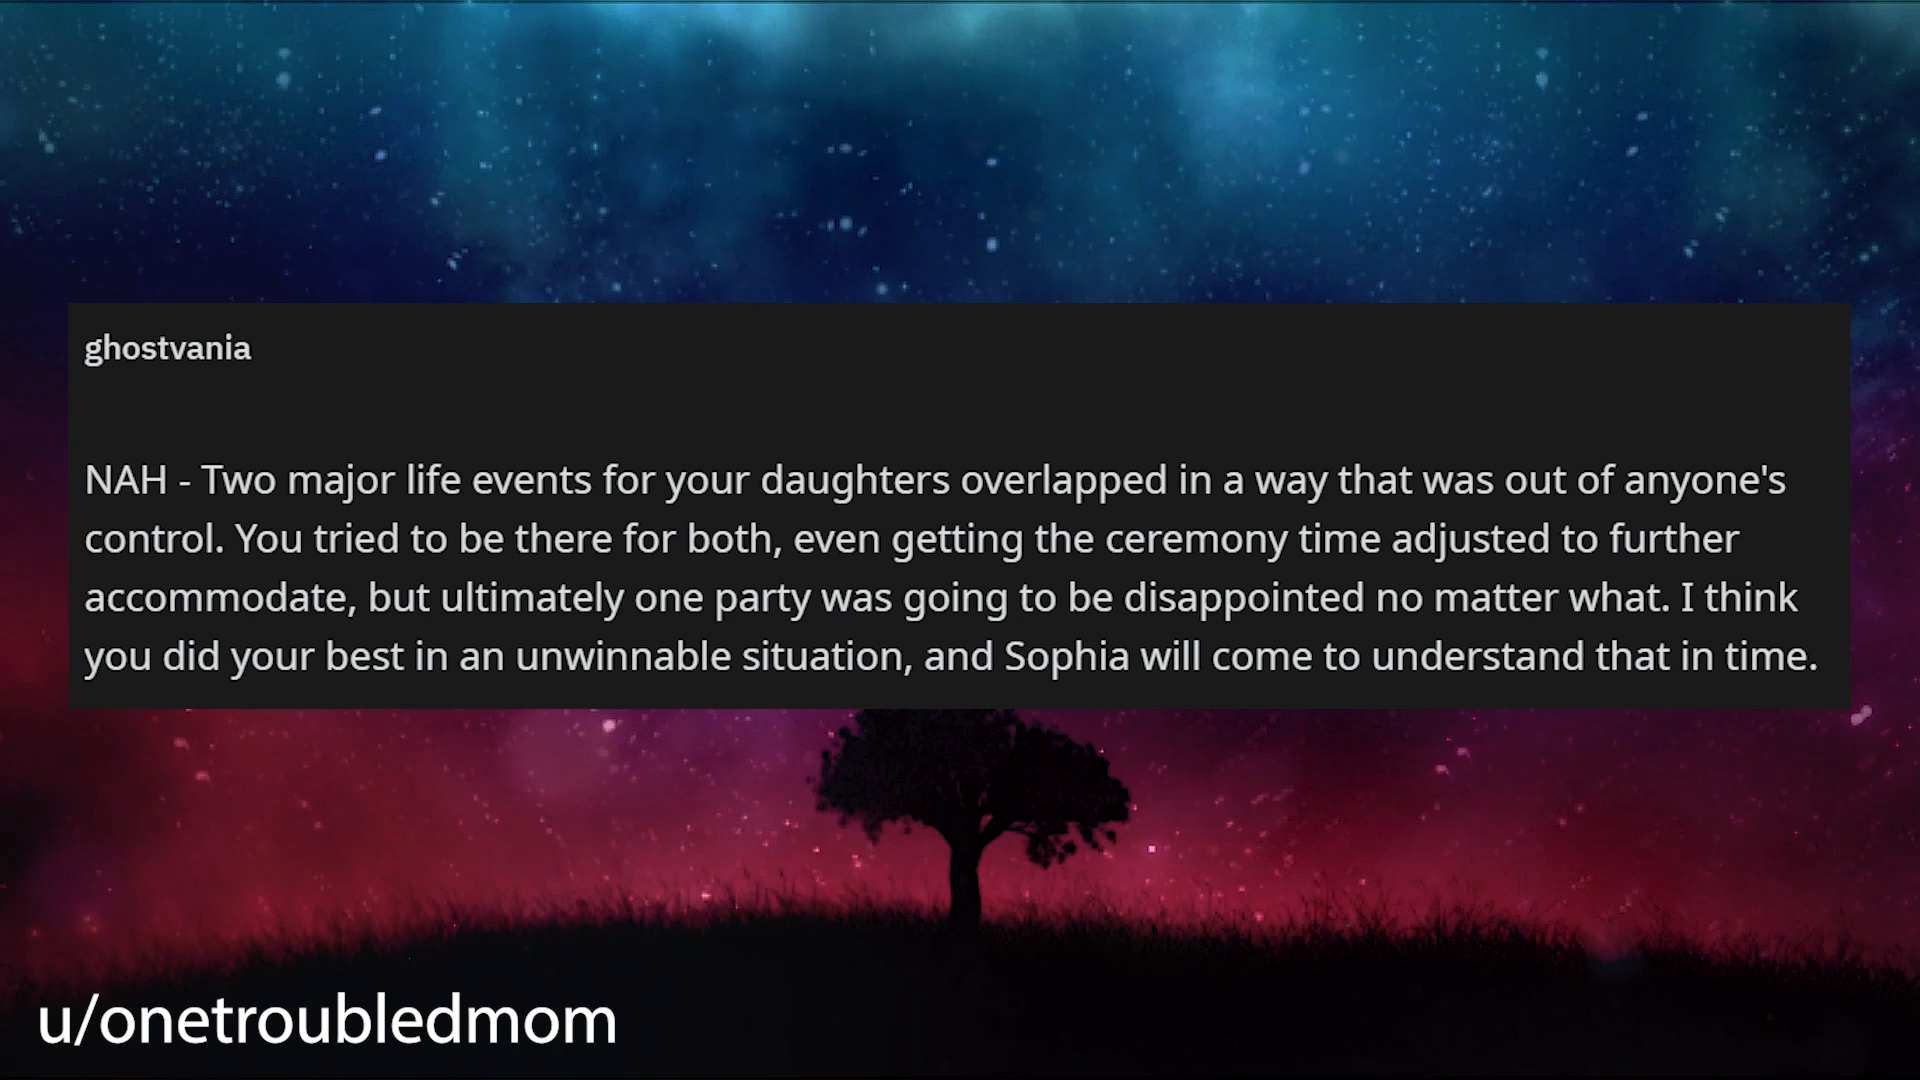 ghostvania
NAH - Two major life events for your daughters overlapped in a way that was out of anyone's
control. You tried to be there for both, even getting the ceremony time adjusted to further
accommodate, but ultimately one party was going to be disappointed no matter what. I think
you did your best in an unwinnable situation, and Sophia will come to understand that in time.
u/onetroubledmom